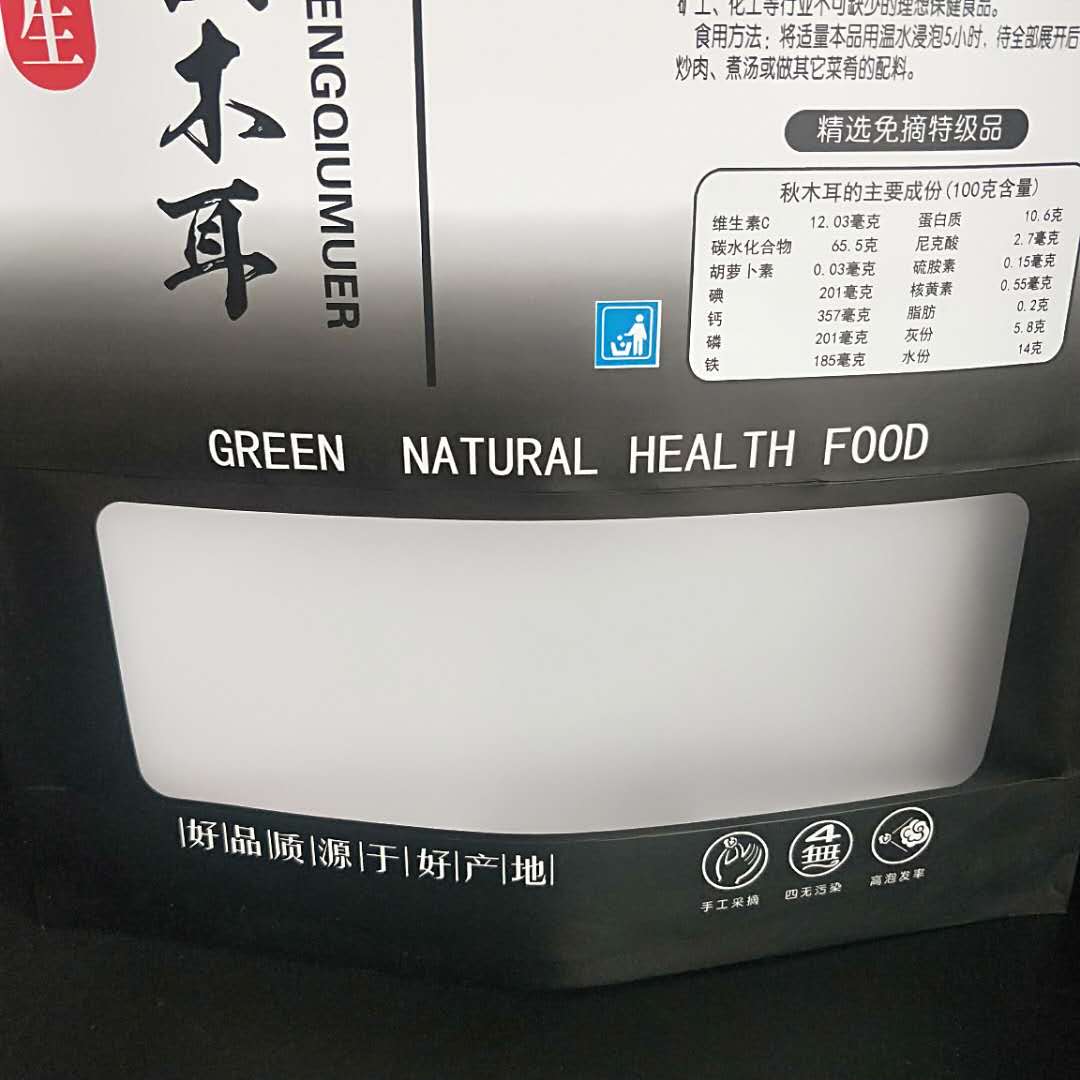 生
木耳
ENGQIUMUER
工、化工等行业不可缺少的理想保健食品。
食用方法：将适量本品用温水浸泡5小时，待全部展开后
炒肉、煮汤或做其它菜肴的配料。
精选免摘特级品
秋木耳的主要成份(100克含量)
维生素C 12.03毫克 蛋白质 10.6克
碳水化合物 65.5克 尼克酸 2.7毫克
胡萝卜素 0.03毫克 硫胺素 0.15毫克
碘 201毫克 核黄素 0.55毫克
钙 357毫克 脂肪 0.2克
磷 201毫克 灰份 5.8克
铁 185毫克 水份 14克
GREEN NATURAL HEALTH FOOD
|好|品|质|源|于|好|产|地|
4無
手工采摘 四无污染 高泡发率